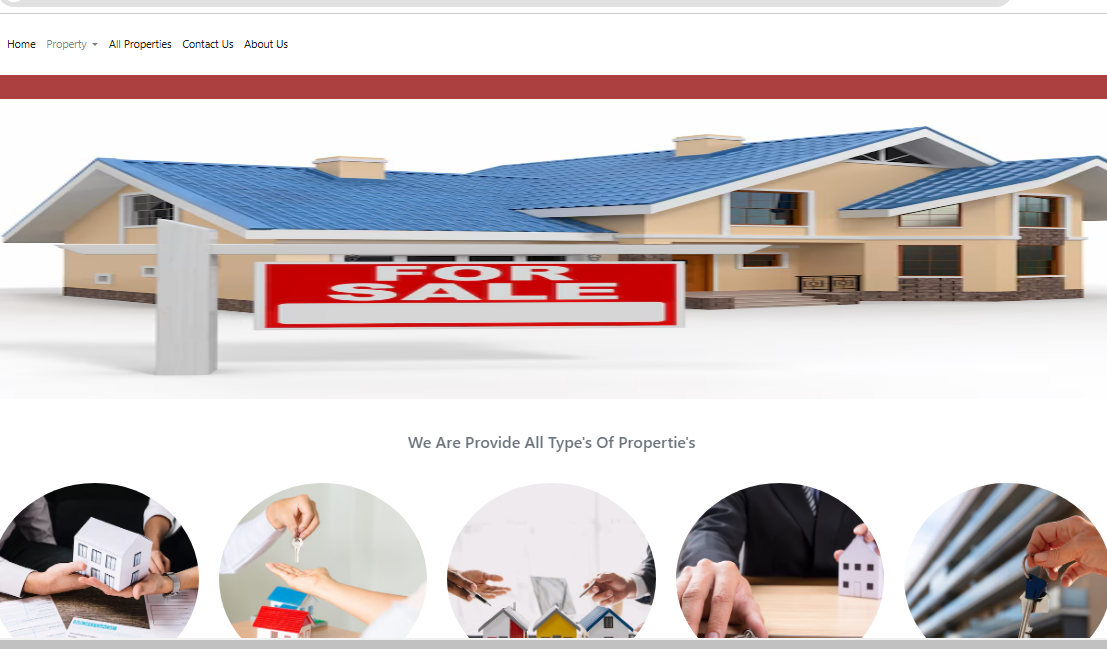 Home Property All Properties Contact Us About Us
FOR
SALE
We Are Provide All Type's Of Propertie's